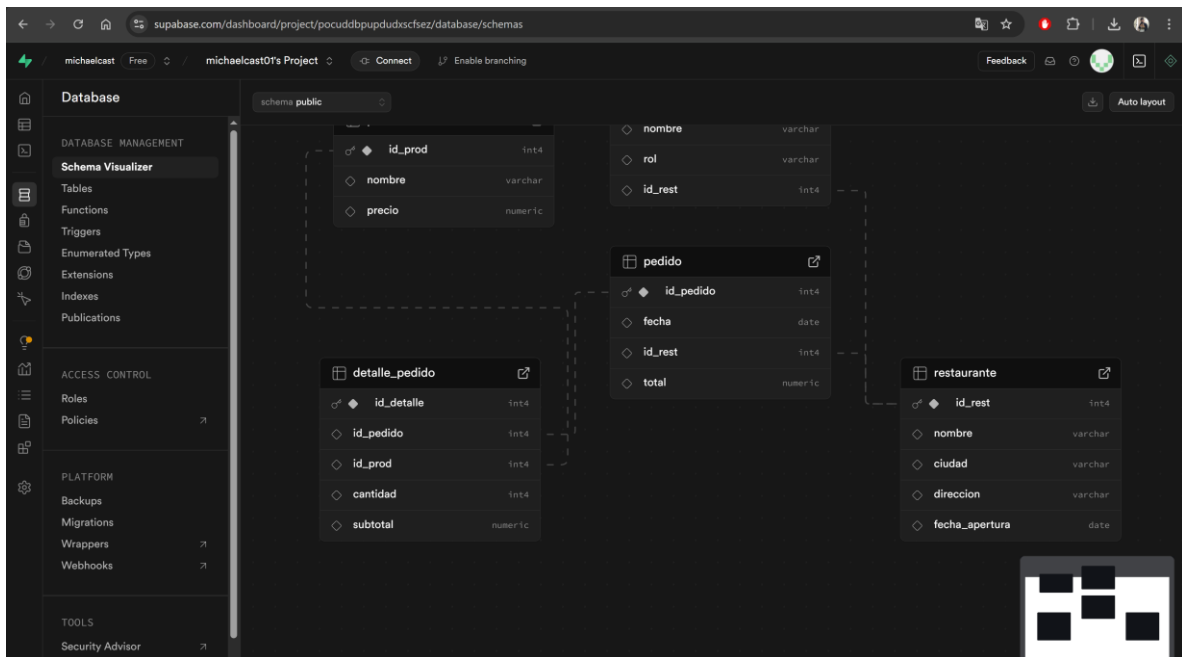 supabase.com/dashboard/project/pocuddbpupdudxscfsez/database/schemas
michaelcast Free / michaelcast01's Project Connect Enable branching Feedback
Database
schema public
Auto layout
DATABASE MANAGEMENT
Schema Visualizer
Tables
Functions
Triggers
Enumerated Types
Extensions
Indexes
Publications
ACCESS CONTROL
Roles
Policies
PLATFORM
Backups
Migrations
Wrappers
Webhooks
TOOLS
Security Advisor
id_prod int4
nombre varchar
precio numeric
nombre varchar
rol varchar
id_rest int4
pedido
id_pedido int4
fecha date
id_rest int4
total numeric
detalle_pedido
id_detalle int4
id_pedido int4
id_prod int4
cantidad int4
subtotal numeric
restaurante
id_rest int4
nombre varchar
ciudad varchar
direccion varchar
fecha_apertura date